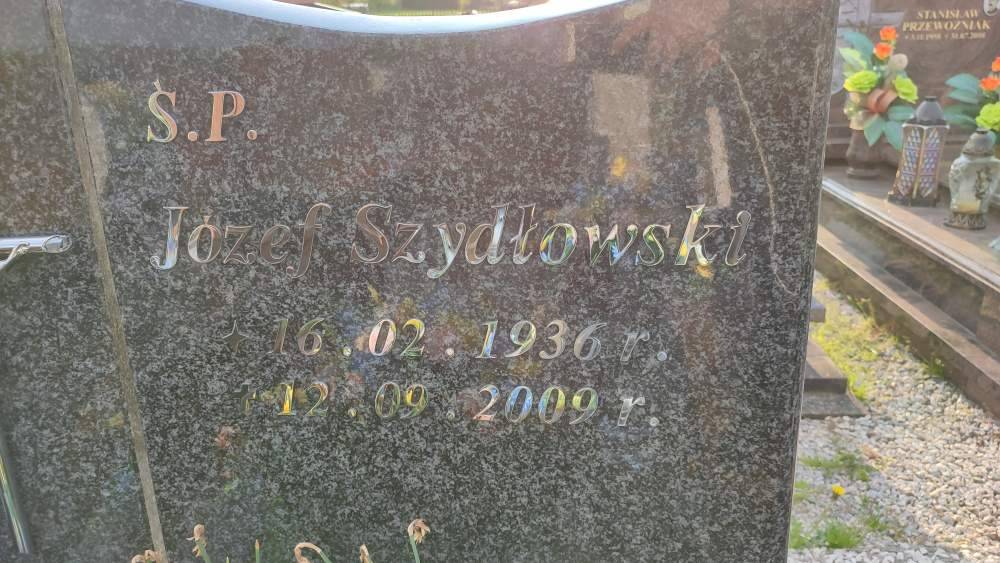 Ś.P.
Józef Szydłowski
16.02.1936 r.
12.09.2009 r.
STANISŁAW
PRZEWOŹNIAK